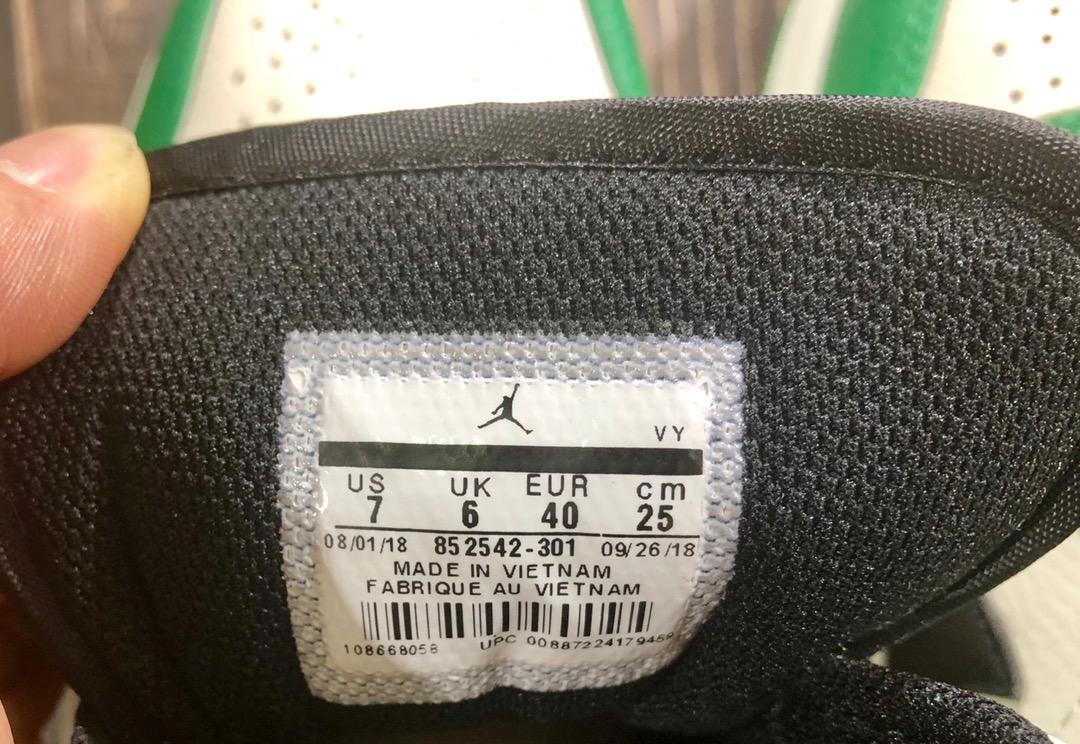 VY
US UK EUR cm
7 6 40 25
08/01/18 852542-301 09/26/18
MADE IN VIETNAM
FABRIQUE AU VIETNAM
108668058 UPC